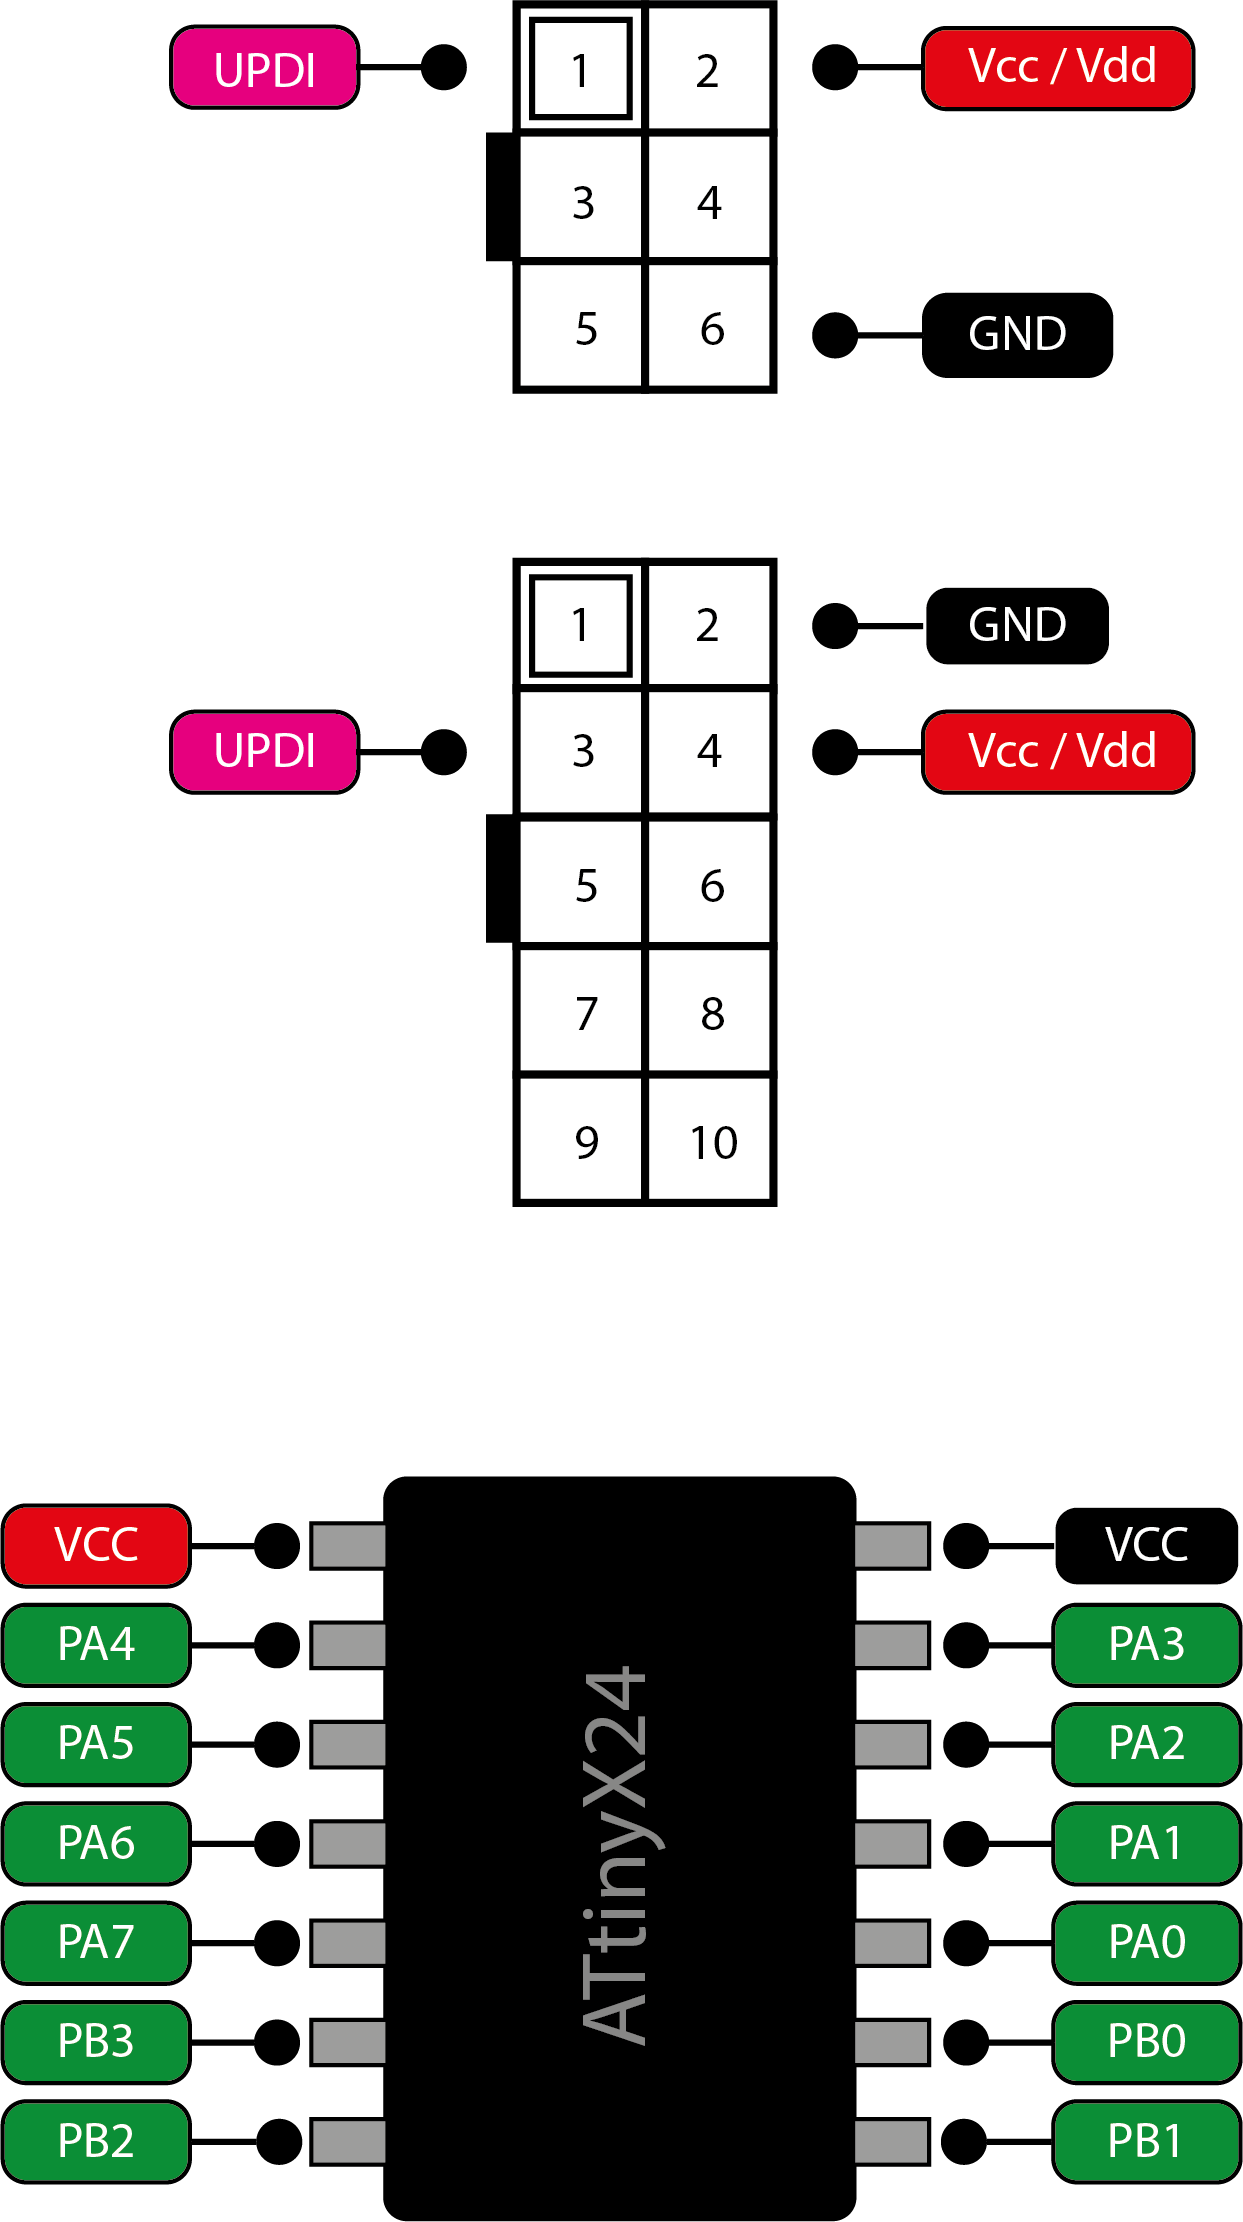 UPDI 1 2 Vcc / Vdd
3 4
5 6 GND
1 2 GND
UPDI 3 4 Vcc / Vdd
5 6
7 8
9 10
VCC VCC
PA4 PA3
PA5 PA2
PA6 PA1
PA7 PA0
PB3 PB0
PB2 PB1
ATtinyX24